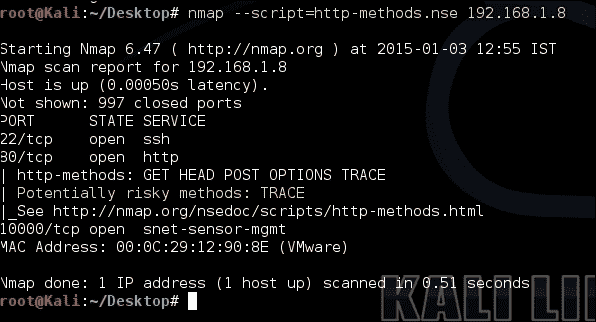 root@Kali:~/Desktop# nmap --script=http-methods.nse 192.168.1.8
Starting Nmap 6.47 ( http://nmap.org ) at 2015-01-03 12:55 IST
Nmap scan report for 192.168.1.8
Host is up (0.00050s latency).
Not shown: 997 closed ports
PORT STATE SERVICE
22/tcp open ssh
80/tcp open http
| http-methods: GET HEAD POST OPTIONS TRACE
| Potentially risky methods: TRACE
|_See http://nmap.org/nsedoc/scripts/http-methods.html
10000/tcp open snet-sensor-mgmt
MAC Address: 00:0C:29:12:90:8E (VMware)
Nmap done: 1 IP address (1 host up) scanned in 0.51 seconds
root@Kali:~/Desktop#
KALI LI